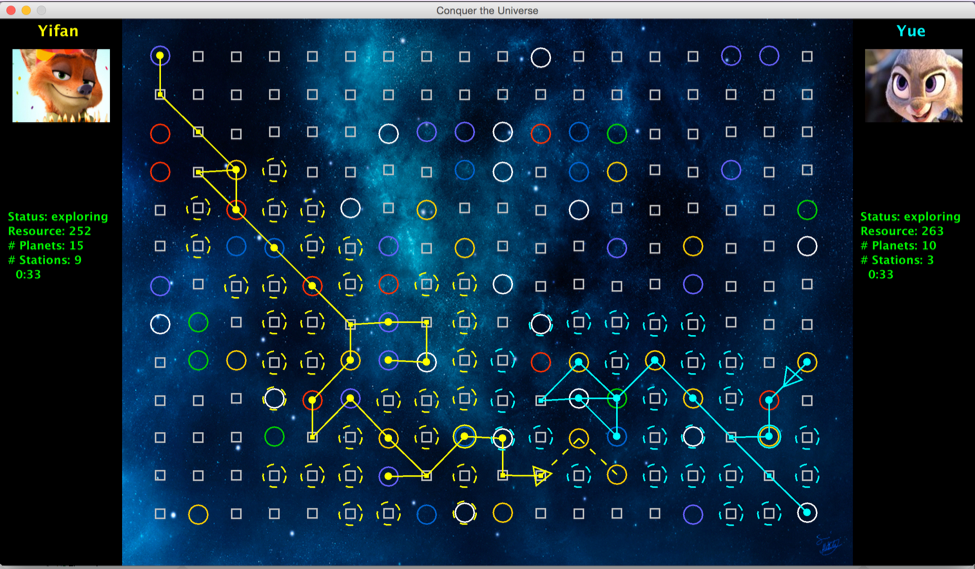 Conquer the Universe
Yifan
Yue
Status: exploring
Resource: 252
# Planets: 15
# Stations: 9
0:33
Status: exploring
Resource: 263
# Planets: 10
# Stations: 3
0:33